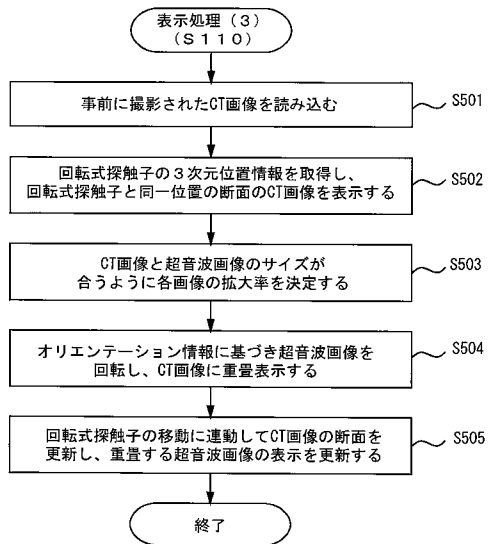 表示処理（３）
（Ｓ１１０）
事前に撮影されたCT画像を読み込む
S501
回転式探触子の３次元位置情報を取得し、
回転式探触子と同一位置の断面のCT画像を表示する
S502
CT画像と超音波画像のサイズが
合うように各画像の拡大率を決定する
S503
オリエンテーション情報に基づき超音波画像を
回転し、CT画像に重畳表示する
S504
回転式探触子の移動に連動してCT画像の断面を
更新し、重畳する超音波画像の表示を更新する
S505
終了